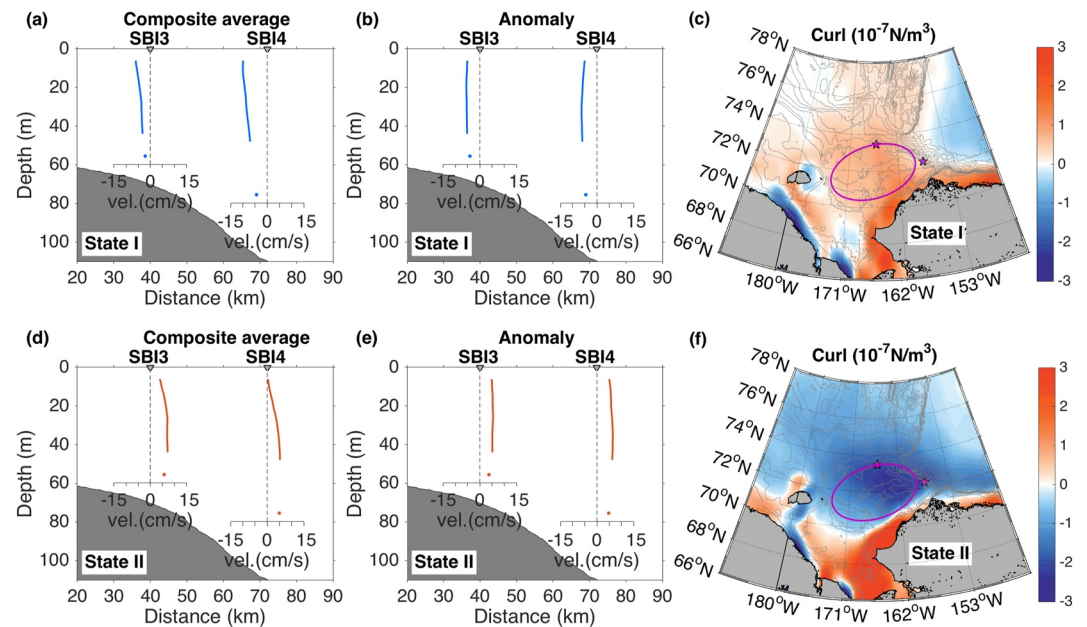 (a) Composite average
SBI3 SBI4
0
20
40
60
80
100
Depth (m)
-15 0 15
vel.(cm/s)
-15 0 15
vel.(cm/s)
State I
20 30 40 50 60 70 80 90
Distance (km)
(b) Anomaly
SBI3 SBI4
0
20
40
60
80
100
Depth (m)
-15 0 15
vel.(cm/s)
-15 0 15
vel.(cm/s)
State I
20 30 40 50 60 70 80 90
Distance (km)
(c) Curl (10⁻⁷N/m³)
78°N
76°N
74°N
72°N
70°N
68°N
66°N
180°W
171°W
162°W
153°W
State I
3
2
1
0
-1
-2
-3
(d) Composite average
SBI3 SBI4
0
20
40
60
80
100
Depth (m)
-15 0 15
vel.(cm/s)
-15 0 15
vel.(cm/s)
State II
20 30 40 50 60 70 80 90
Distance (km)
(e) Anomaly
SBI3 SBI4
0
20
40
60
80
100
Depth (m)
-15 0 15
vel.(cm/s)
-15 0 15
vel.(cm/s)
State II
20 30 40 50 60 70 80 90
Distance (km)
(f) Curl (10⁻⁷N/m³)
78°N
76°N
74°N
72°N
70°N
68°N
66°N
180°W
171°W
162°W
153°W
State II
3
2
1
0
-1
-2
-3